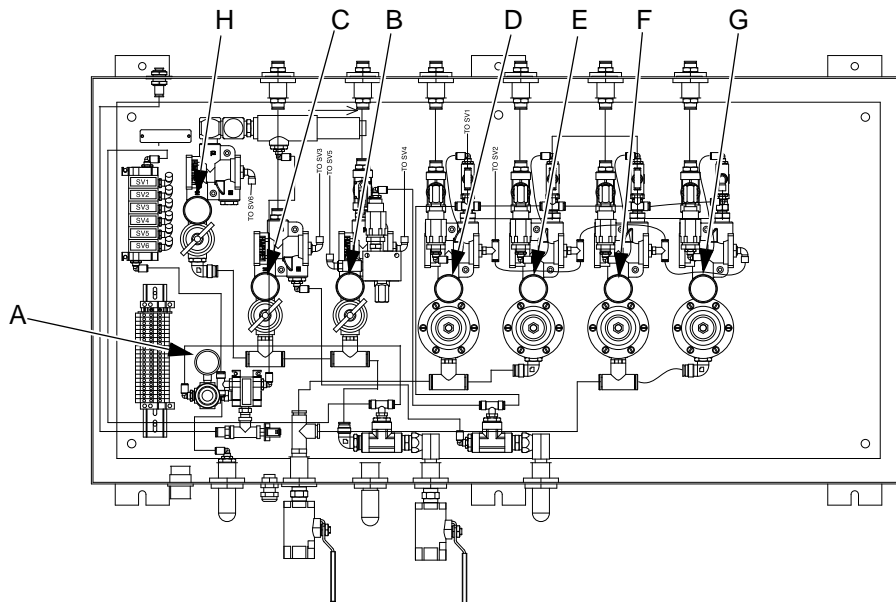 H C B D E F G
TO SV1
TO SV3
TO SV5
TO SV4
TO SV2
SV1
SV2
SV3
SV4
SV5
SV6
TO SV6
A